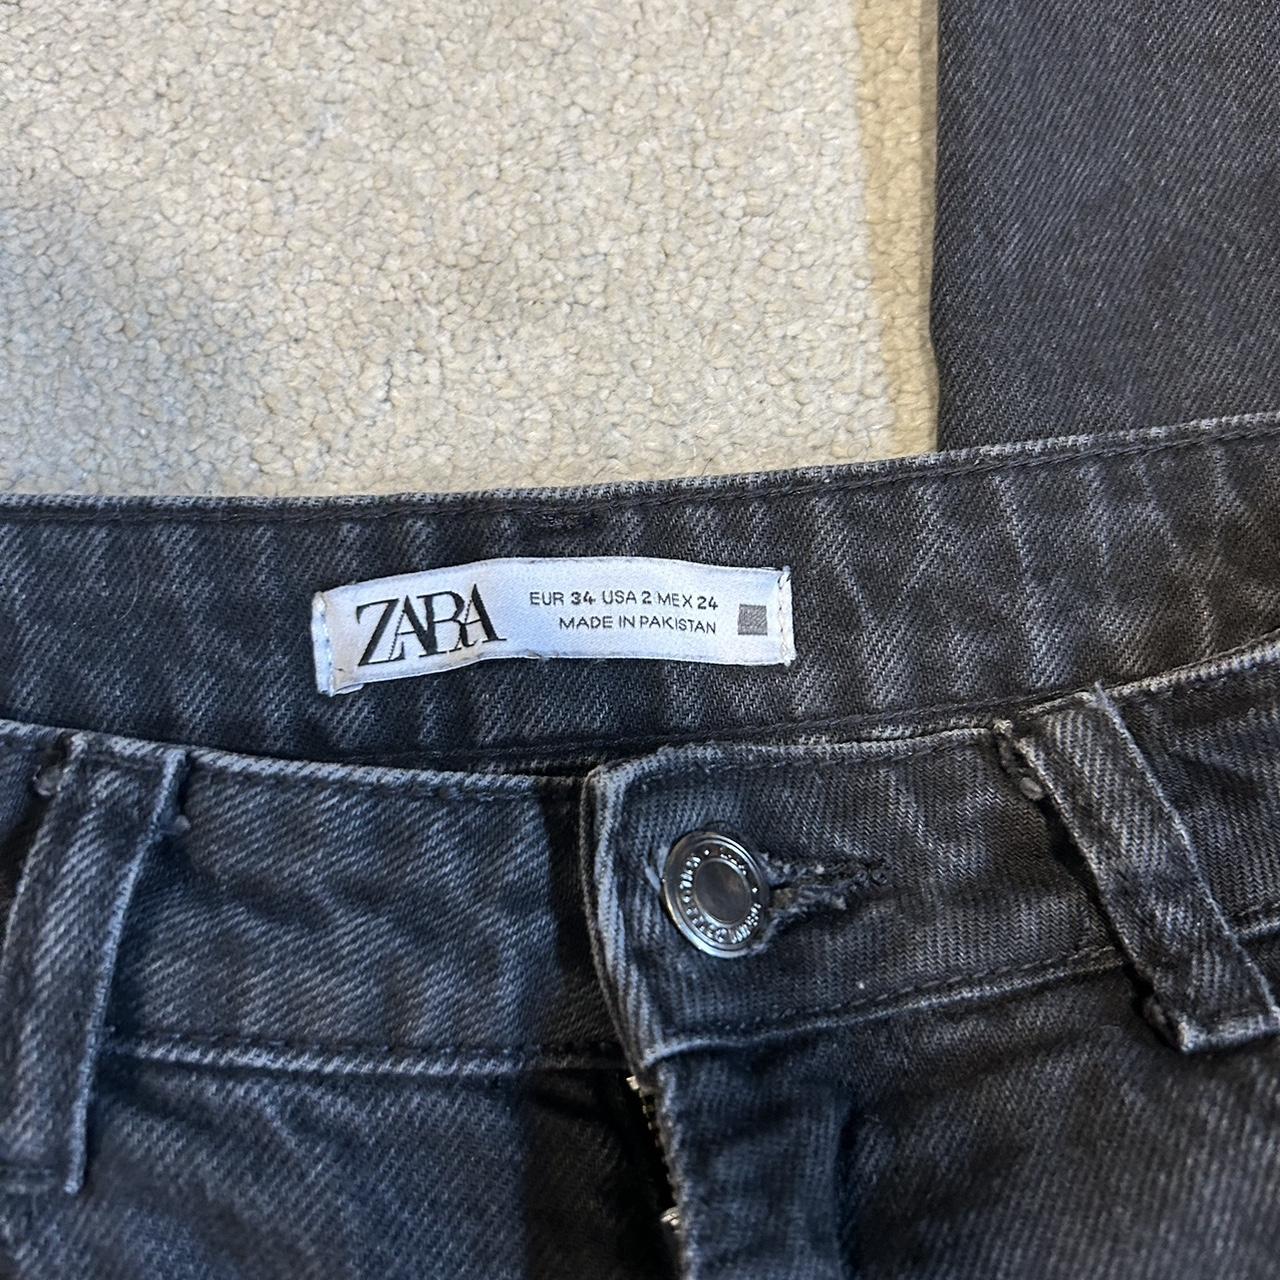 ZARA
EUR 34 USA 2 MEX 24
MADE IN PAKISTAN